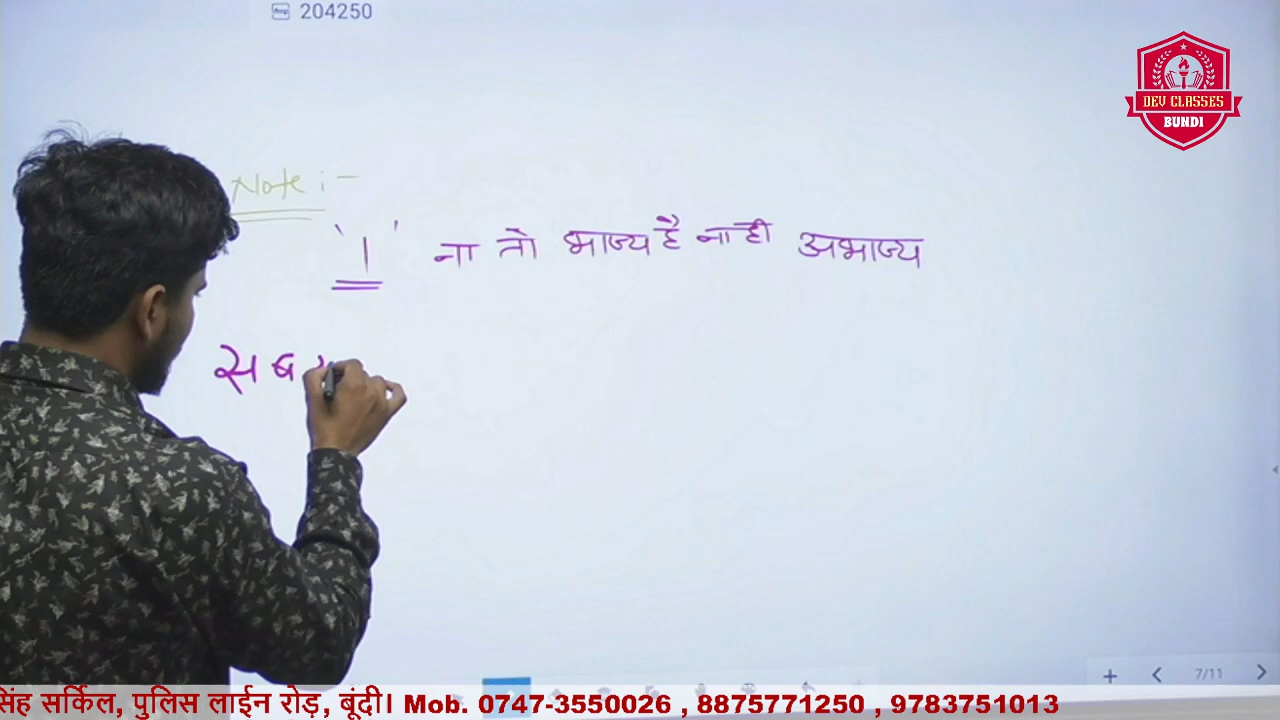 204250
DEV CLASSES
BUNDI
Note :-
'1' ना तो भाज्य है ना ही अभाज्य
सब
सिंह सर्किल, पुलिस लाईन रोड़, बूंदी। Mob. 0747-3550026 , 8875771250 , 9783751013
7/11